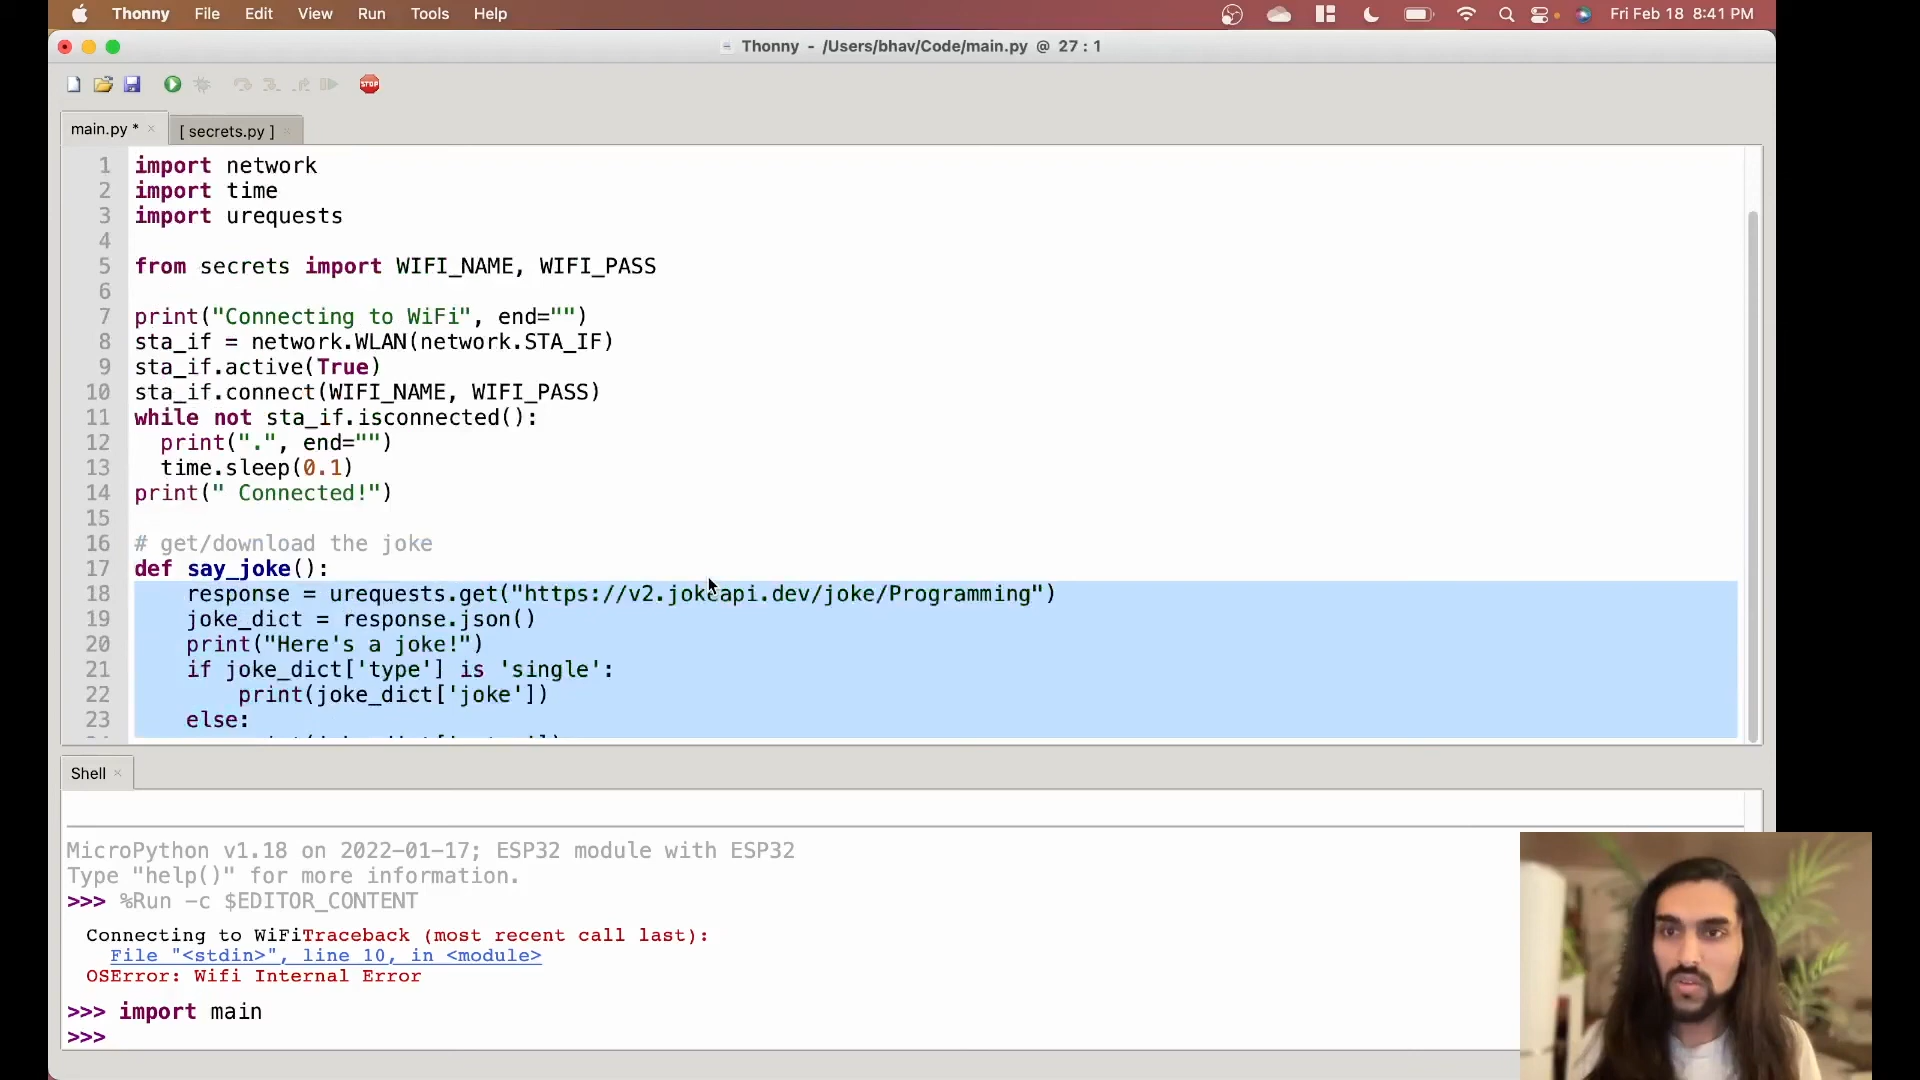 Thonny File Edit View Run Tools Help Fri Feb 18 8:41 PM
Thonny - /Users/bhav/Code/main.py @ 27 : 1
STOP
main.py * × [ secrets.py ] ×
1 import network
2 import time
3 import urequests
4
5 from secrets import WIFI_NAME, WIFI_PASS
6
7 print("Connecting to WiFi", end="")
8 sta_if = network.WLAN(network.STA_IF)
9 sta_if.active(True)
10 sta_if.connect(WIFI_NAME, WIFI_PASS)
11 while not sta_if.isconnected():
12 print(".", end="")
13 time.sleep(0.1)
14 print(" Connected!")
15
16 # get/download the joke
17 def say_joke():
18 response = urequests.get("https://v2.jokeapi.dev/joke/Programming")
19 joke_dict = response.json()
20 print("Here's a joke!")
21 if joke_dict['type'] is 'single':
22 print(joke_dict['joke'])
23 else:
Shell ×
MicroPython v1.18 on 2022-01-17; ESP32 module with ESP32
Type "help()" for more information.
>>> %Run -c $EDITOR_CONTENT
Connecting to WiFiTraceback (most recent call last):
File "<stdin>", line 10, in <module>
OSError: Wifi Internal Error
>>> import main
>>>